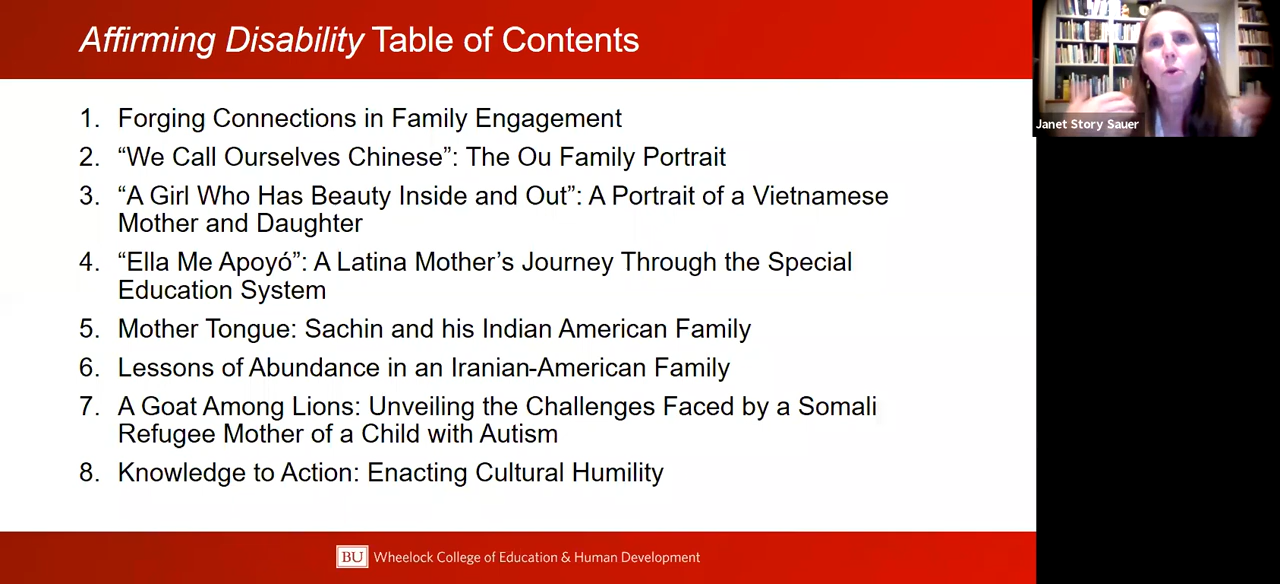 Affirming Disability Table of Contents
Janet Story Sauer
1. Forging Connections in Family Engagement
2. “We Call Ourselves Chinese”: The Ou Family Portrait
3. “A Girl Who Has Beauty Inside and Out”: A Portrait of a Vietnamese
Mother and Daughter
4. “Ella Me Apoyó”: A Latina Mother’s Journey Through the Special
Education System
5. Mother Tongue: Sachin and his Indian American Family
6. Lessons of Abundance in an Iranian-American Family
7. A Goat Among Lions: Unveiling the Challenges Faced by a Somali
Refugee Mother of a Child with Autism
8. Knowledge to Action: Enacting Cultural Humility
BU Wheelock College of Education & Human Development